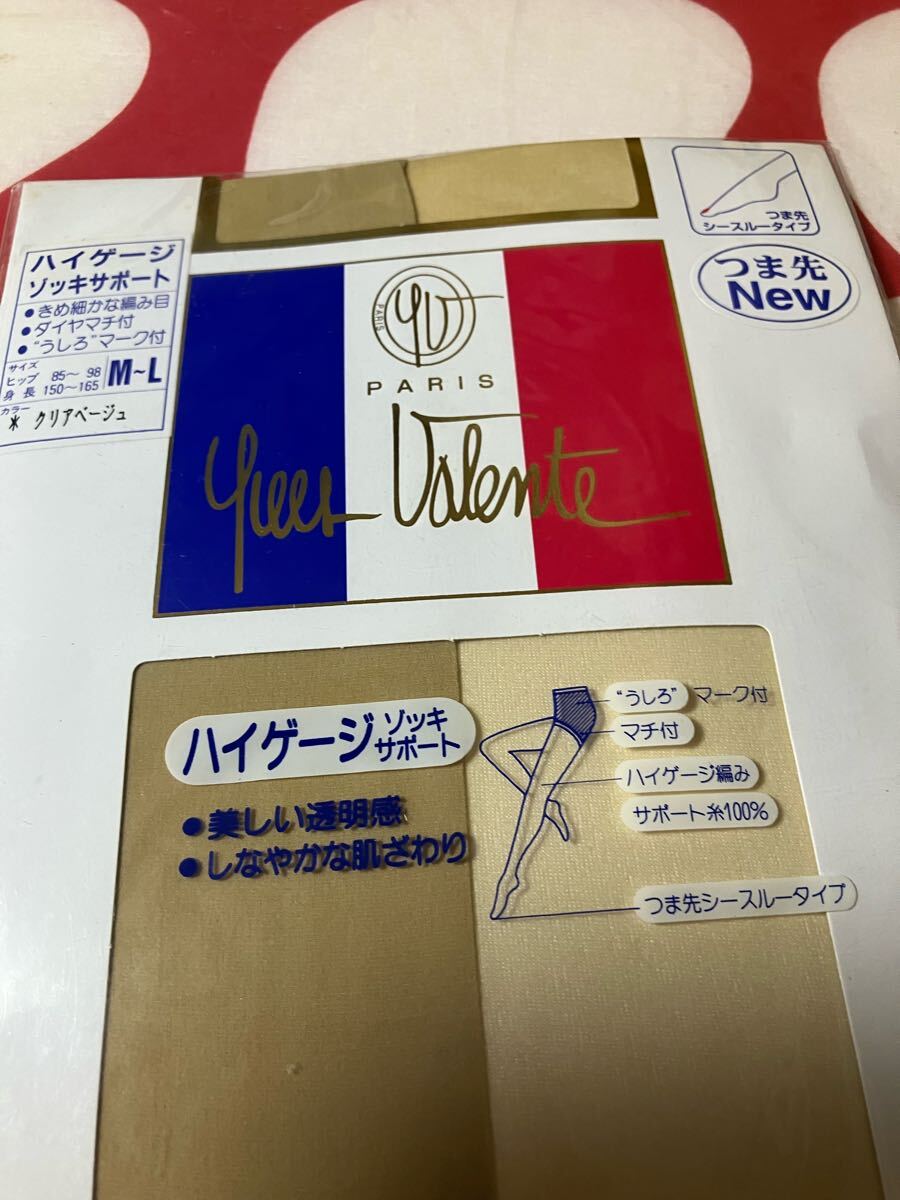 ハイゲージ
ゾッキサポート
●きめ細かな編み目
●ダイヤマチ付
●“うしろ”マーク付
サイズ
ヒップ 85～98
身長 150～165
M~L
カラー
* クリアベージュ
つま先
シースルータイプ
つま先
New
PARIS
YV
PARIS
Yves Valente
ハイゲージ ゾッキ
サポート
●美しい透明感
●しなやかな肌ざわり
“うしろ” マーク付
マチ付
ハイゲージ編み
サポート糸100%
つま先シースルータイプ